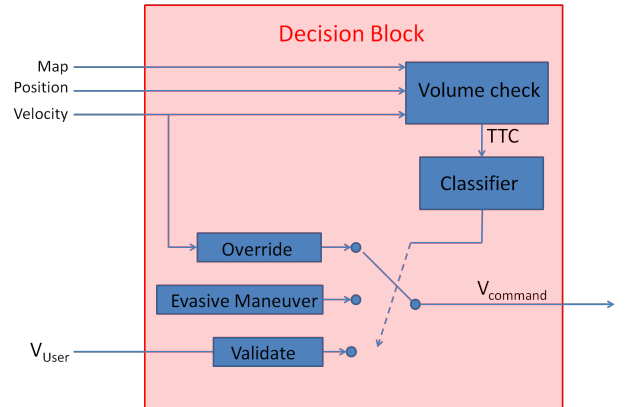 Decision Block
Map
Position
Velocity
Volume check
TTC
Classifier
Override
Evasive Maneuver
Vcommand
VUser
Validate